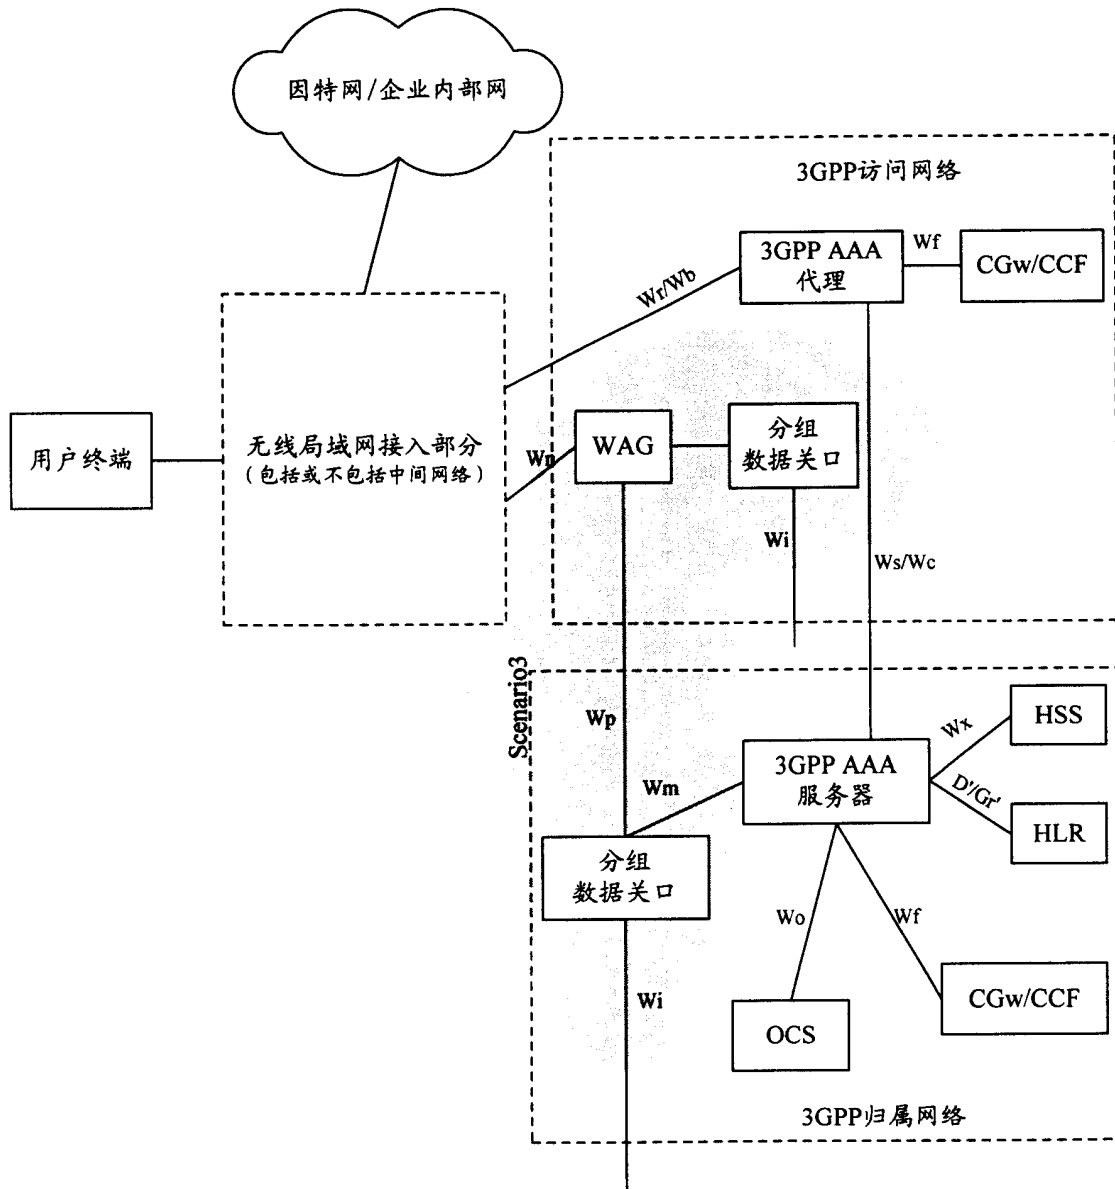 因特网/企业内部网
3GPP访问网络
3GPP AAA
代理
Wf
CGw/CCF
Wr/Wb
用户终端
无线局域网接入部分
(包括或不包括中间网络)
Wn
WAG
分组
数据关口
Wi
Ws/Wc
Scenario3
Wp
Wm
3GPP AAA
服务器
Wx
HSS
D'/Gr'
HLR
分组
数据关口
Wo
Wf
Wi
OCS
CGw/CCF
3GPP归属网络